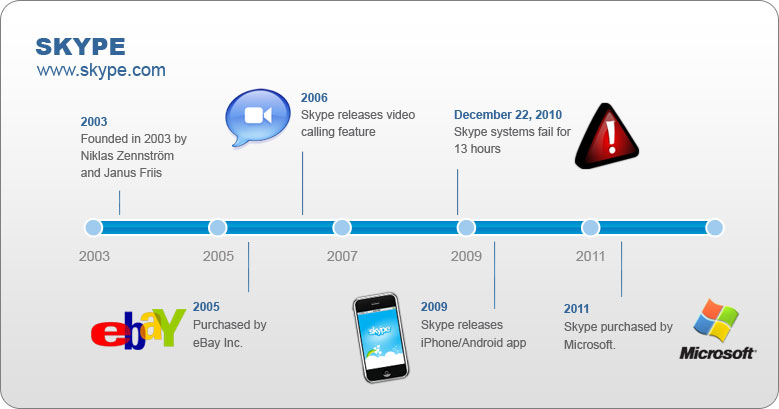 SKYPE
www.skype.com
2003
Founded in 2003 by
Niklas Zennström
and Janus Friis
2006
Skype releases video
calling feature
December 22, 2010
Skype systems fail for
13 hours
2003
2005
2007
2009
2011
ebay
2005
Purchased by
eBay Inc.
skype
2009
Skype releases
iPhone/Android app
2011
Skype purchased by
Microsoft.
Microsoft®